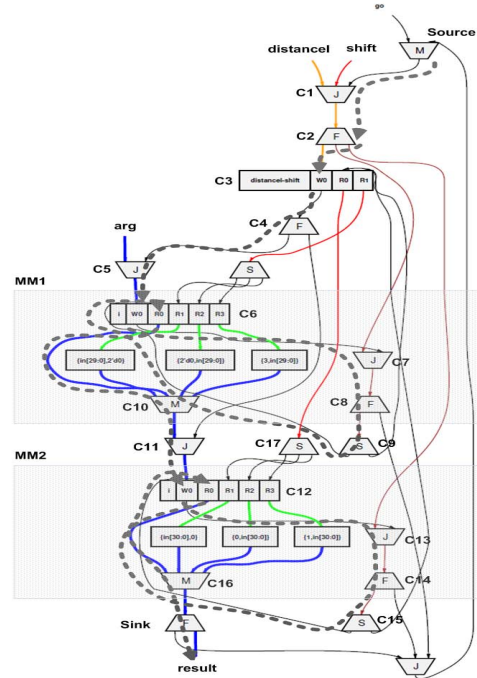 go
Source
M
distancel shift
C1 J
C2 F
C3 distancel-shift W0 R0 R1
C4 F
arg
C5 J S
MM1
i W0 R0 R1 R2 R3 C6
{in[29:0],2'd0} {2'd0,in[29:0]} {3,in[29:0]} J C7
C10 M C8 F
C11 J C17 S S C9
MM2
i W0 R0 R1 R2 R3 C12
{in[30:0],0} {0,in[30:0]} {1,in[30:0]} J C13
M C16 F C14
Sink F S C15
result J